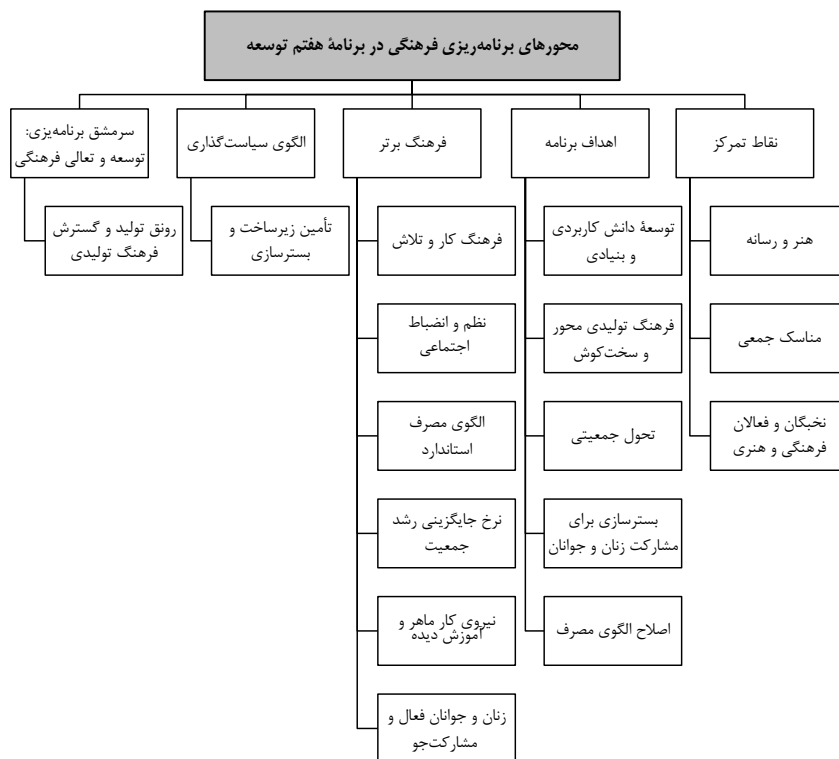 محورهای برنامه‌ریزی فرهنگی در برنامهٔ هفتم توسعه
نقاط تمرکز
هنر و رسانه
مناسک جمعی
نخبگان و فعالان
فرهنگی و هنری
اهداف برنامه
توسعهٔ دانش کاربردی
و بنیادی
فرهنگ تولیدی محور
و سخت‌کوش
تحول جمعیتی
بسترسازی برای
مشارکت زنان و جوانان
اصلاح الگوی مصرف
فرهنگ برتر
فرهنگ کار و تلاش
نظم و انضباط
اجتماعی
الگوی مصرف
استاندارد
نرخ جایگزینی رشد
جمعیت
نیروی کار ماهر و
آموزش دیده
زنان و جوانان فعال و
مشارکت‌جو
الگوی سیاست‌گذاری
تأمین زیرساخت و
بسترسازی
سرمشق برنامه‌یزی:
توسعه و تعالی فرهنگی
رونق تولید و گسترش
فرهنگ تولیدی